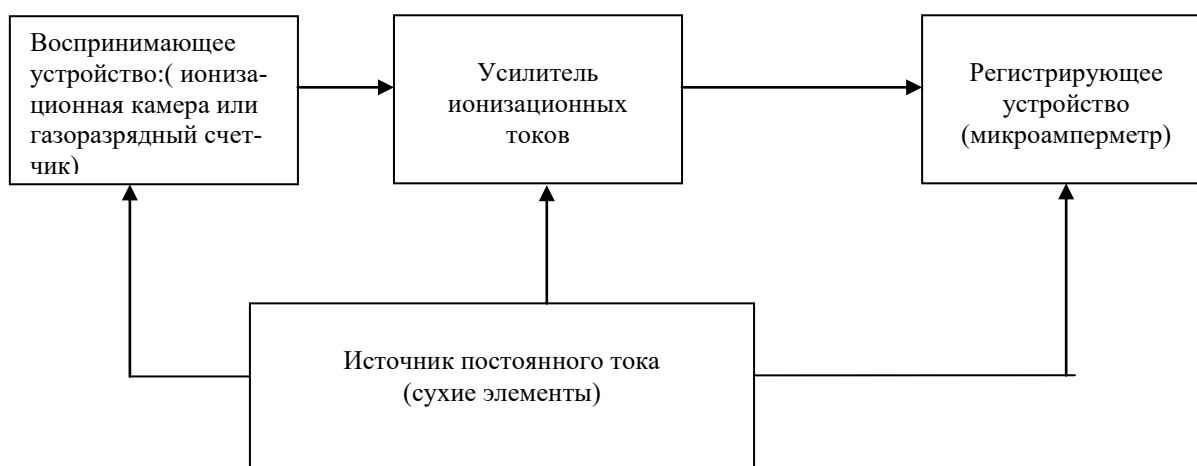 Воспринимающее
устройство:( иониза-
ционная камера или
газоразрядный счет-
чик)
Усилитель
ионизационных
токов
Регистрирующее
устройство
(микроамперметр)
Источник постоянного тока
(сухие элементы)